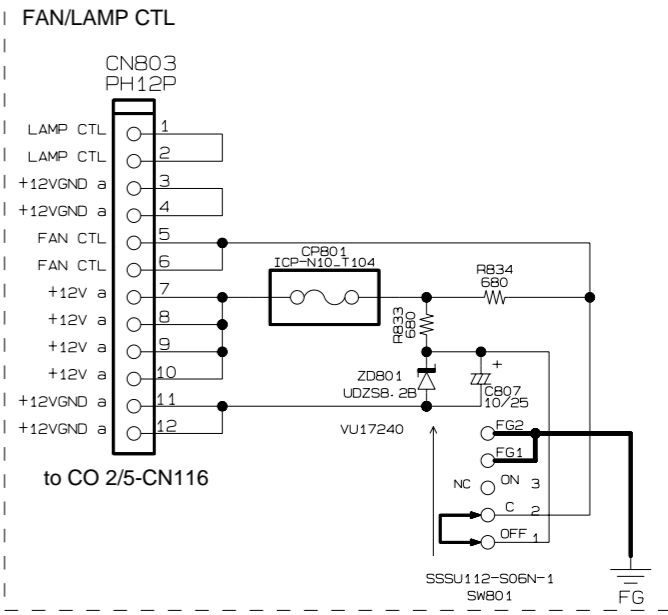 FAN/LAMP CTL
CN803
PH12P
LAMP CTL 1
LAMP CTL 2
+12VGND a 3
+12VGND a 4
FAN CTL 5
FAN CTL 6
+12V a 7
+12V a 8
+12V a 9
+12V a 10
+12VGND a 11
+12VGND a 12
to CO 2/5-CN116
CP801
ICP-N10_T104
R834
680
R833
680
ZD801
UDZS8.2B
+
C807
10/25
VU17240
FG2
FG1
NC ON 3
C 2
OFF 1
SSSU112-S06N-1
SW801
FG